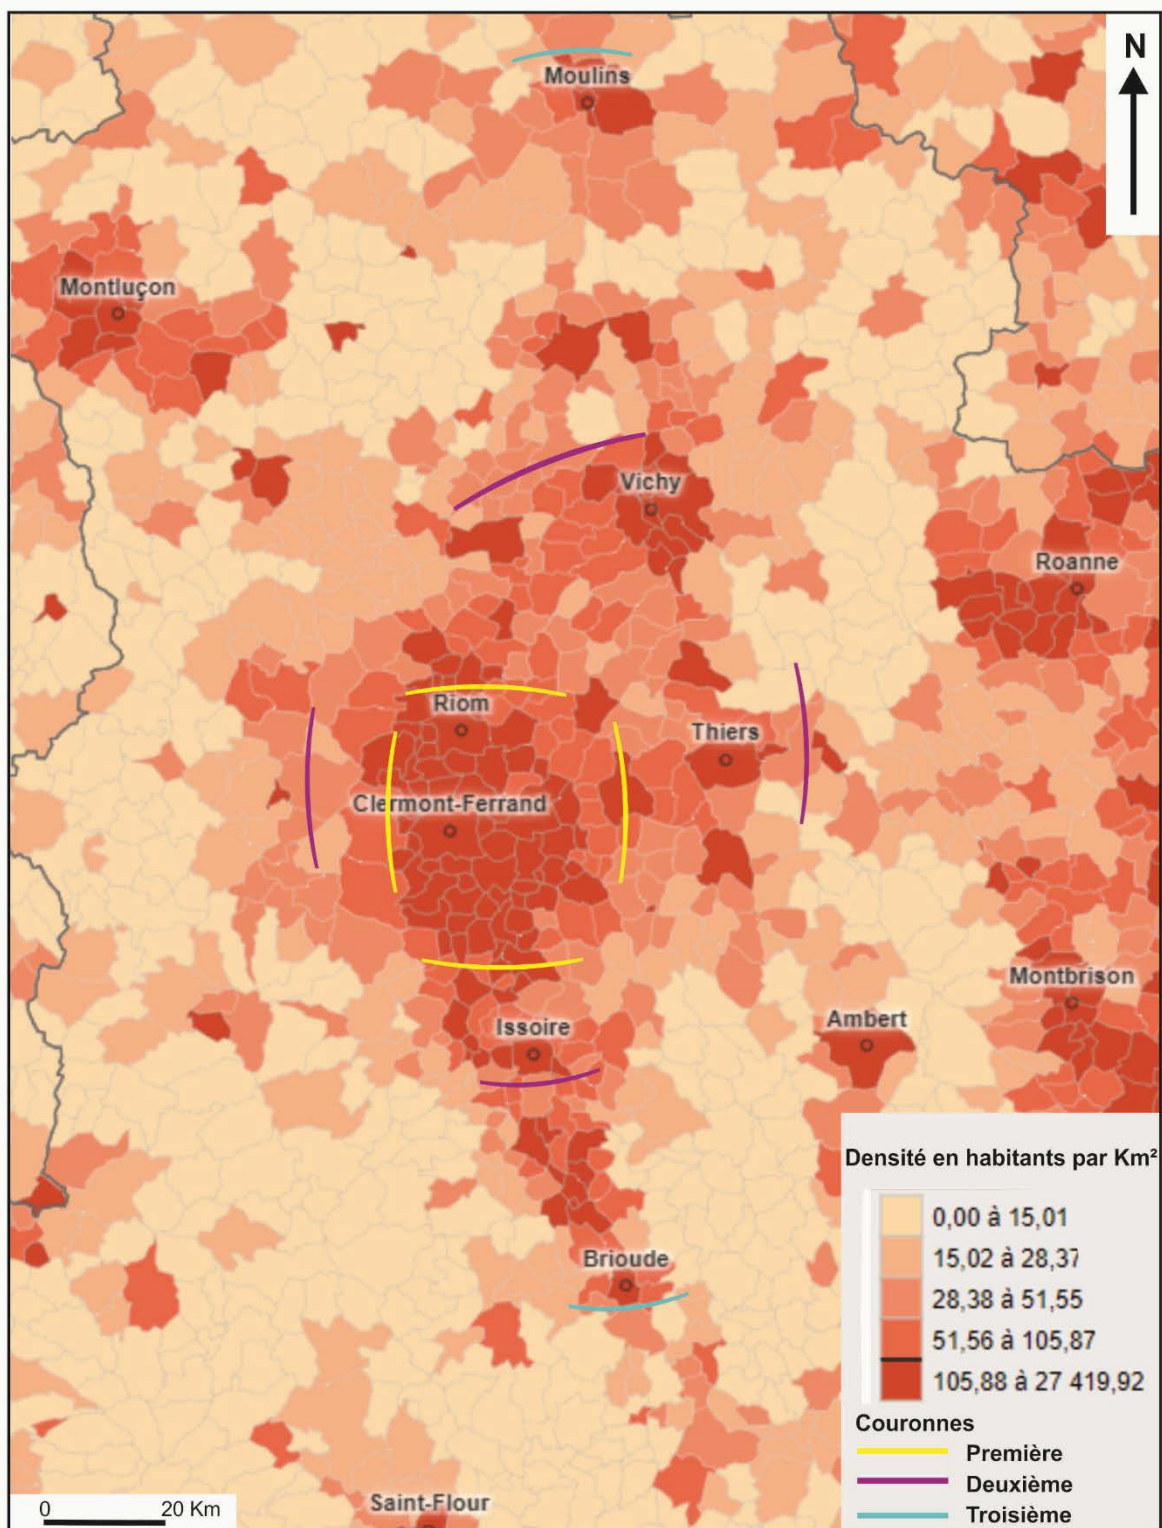 N
Moulins
Montluçon
Vichy
Roanne
Riom
Thiers
Clermont-Ferrand
Montbrison
Ambert
Issoire
Brioude
Saint-Flour
0 20 Km
Densité en habitants par Km²
0,00 à 15,01
15,02 à 28,37
28,38 à 51,55
51,56 à 105,87
105,88 à 27 419,92
Couronnes
Première
Deuxième
Troisième